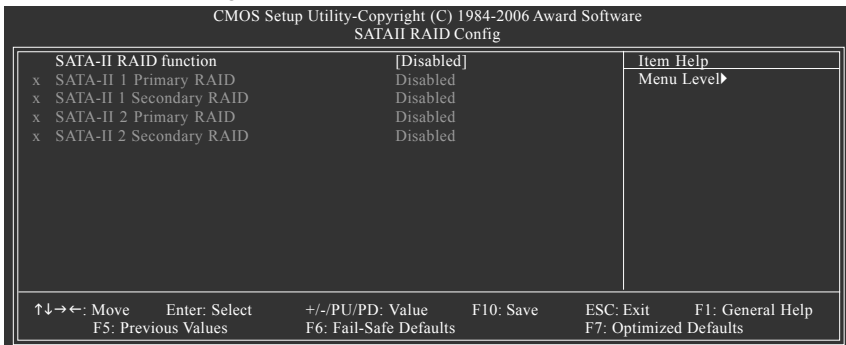 CMOS Setup Utility-Copyright (C) 1984-2006 Award Software
SATAII RAID Config
SATA-II RAID function [Disabled] Item Help
x SATA-II 1 Primary RAID Disabled Menu Level▶
x SATA-II 1 Secondary RAID Disabled
x SATA-II 2 Primary RAID Disabled
x SATA-II 2 Secondary RAID Disabled
↑↓→←: Move Enter: Select +/-/PU/PD: Value F10: Save ESC: Exit F1: General Help
F5: Previous Values F6: Fail-Safe Defaults F7: Optimized Defaults